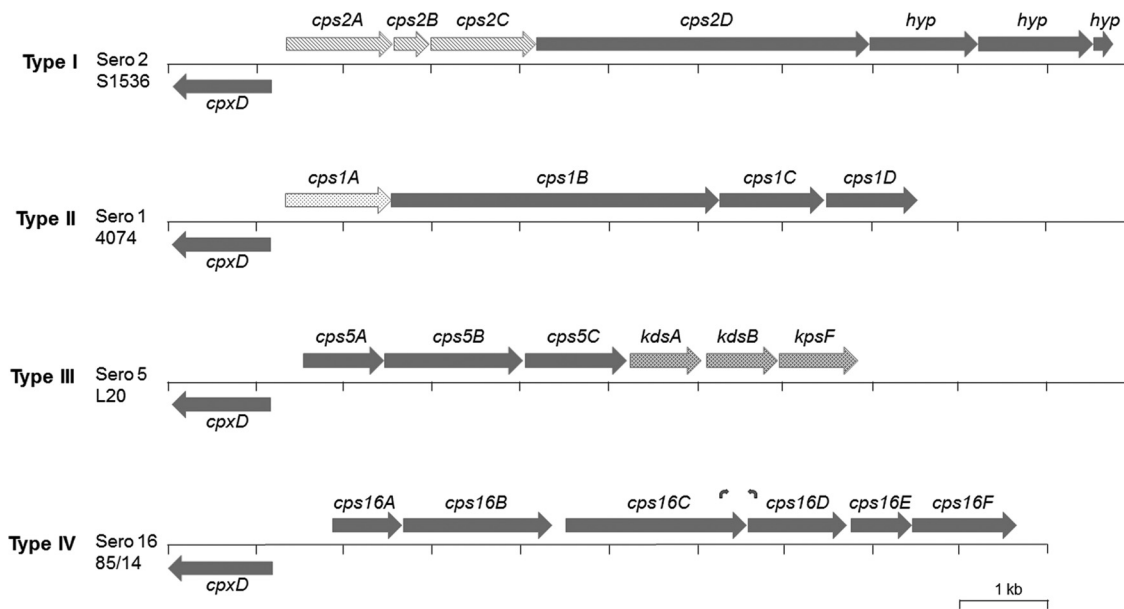 cps2A cps2B cps2C cps2D hyp hyp hyp
Type I Sero 2
S1536
cpxD
cps1A cps1B cps1C cps1D
Type II Sero 1
4074
cpxD
cps5A cps5B cps5C kdsA kdsB kpsF
Type III Sero 5
L20
cpxD
cps16A cps16B cps16C cps16D cps16E cps16F
Type IV Sero 16
85/14
cpxD
1 kb